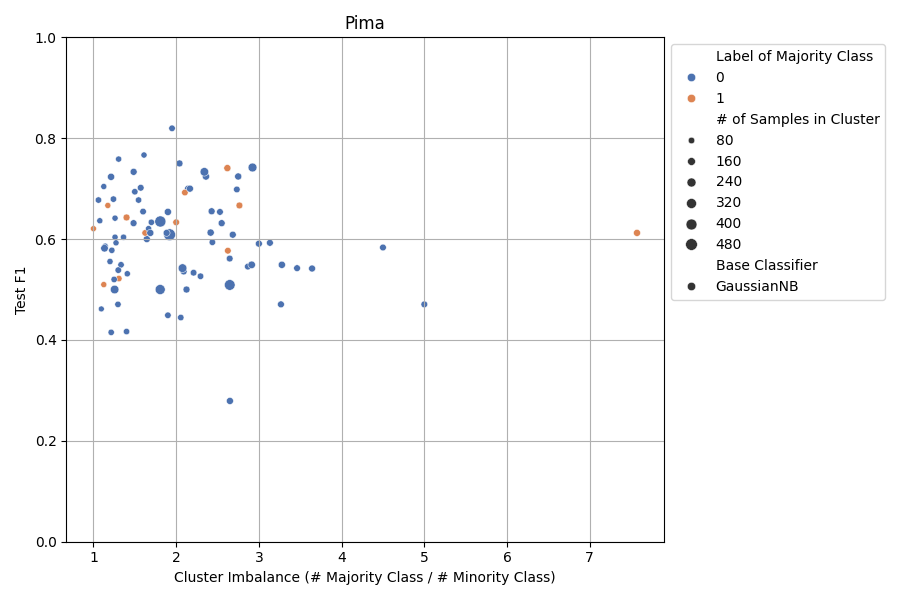 Pima
1.0
0.8
0.6
0.4
0.2
0.0
Test F1
1 2 3 4 5 6 7
Cluster Imbalance (# Majority Class / # Minority Class)
Label of Majority Class
0
1
# of Samples in Cluster
80
160
240
320
400
480
Base Classifier
GaussianNB